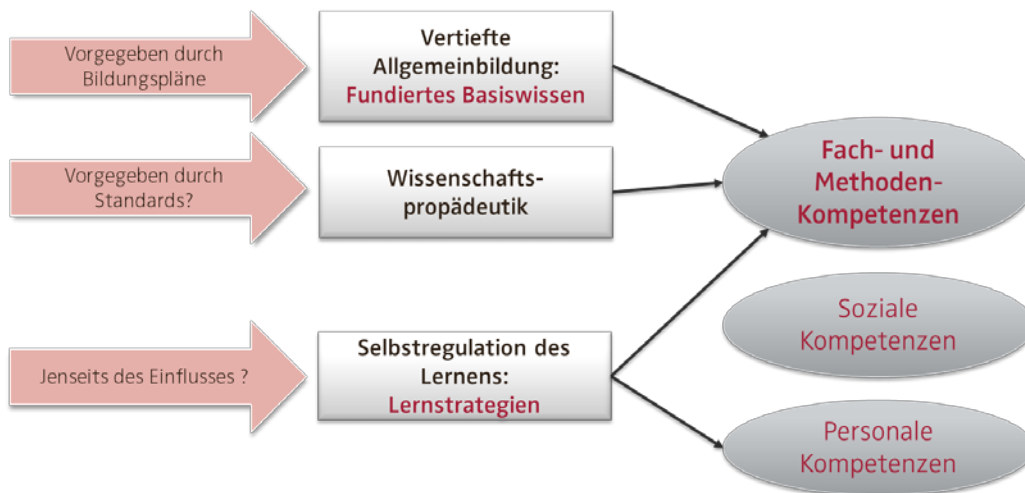 Vorgegeben durch
Bildungspläne
Vertiefte
Allgemeinbildung:
Fundiertes Basiswissen
Vorgegeben durch
Standards?
Wissenschafts-
propädeutik
Jenseits des Einflusses ?
Selbstregulation des
Lernens:
Lernstrategien
Fach- und
Methoden-
Kompetenzen
Soziale
Kompetenzen
Personale
Kompetenzen